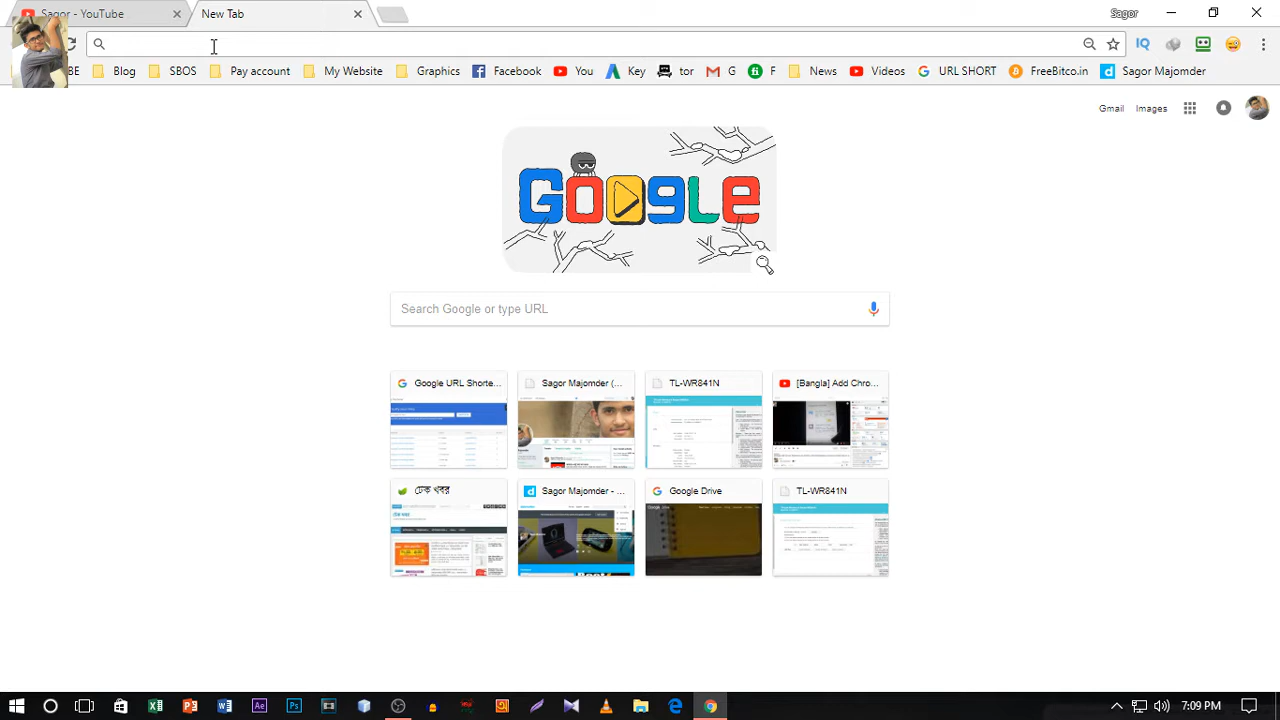 Sagor - YouTube
New Tab
Sagor
BE
Blog
SBOS
Pay account
My Website
Graphics
Facebook
You
Key
tor
G
F
News
Videos
URL SHORT
FreeBitco.in
Sagor Majomder
Gmail
Images
Google
Search Google or type URL
Google URL Shorte...
Sagor Majomder (...
TL-WR841N
[Bangla] Add Chro...
টেক খবর
Sagor Majomder - ...
Google Drive
TL-WR841N
7:09 PM